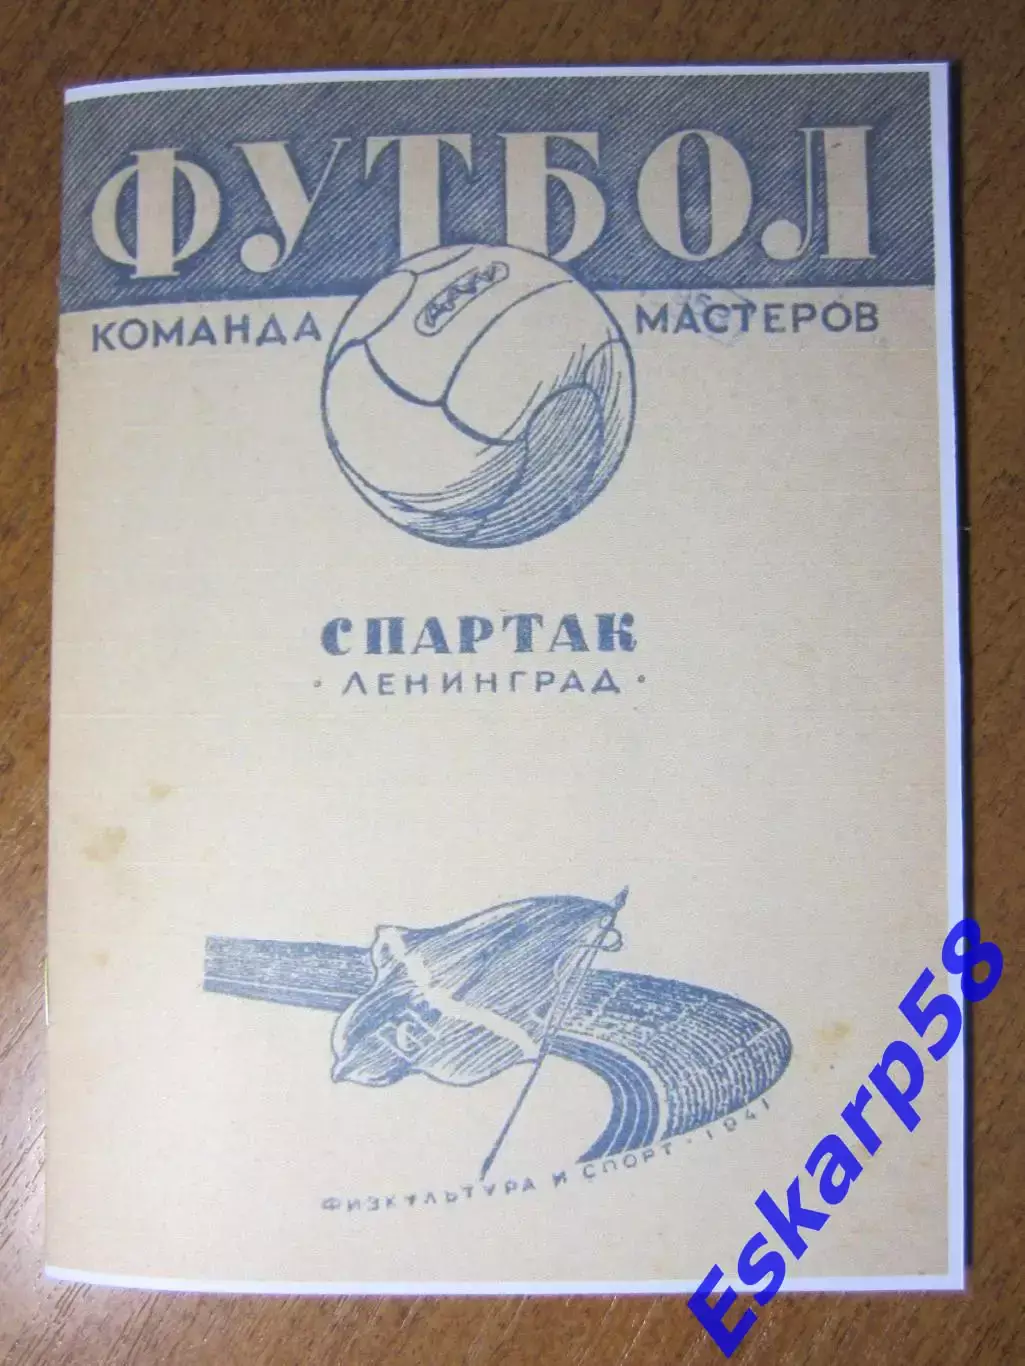 ФУТБОЛ
КОМАНДА МАСТЕРОВ
СПАРТАК
· ЛЕНИНГРАД ·
ФИЗКУЛЬТУРА И СПОРТ - 1941
Eskarp58